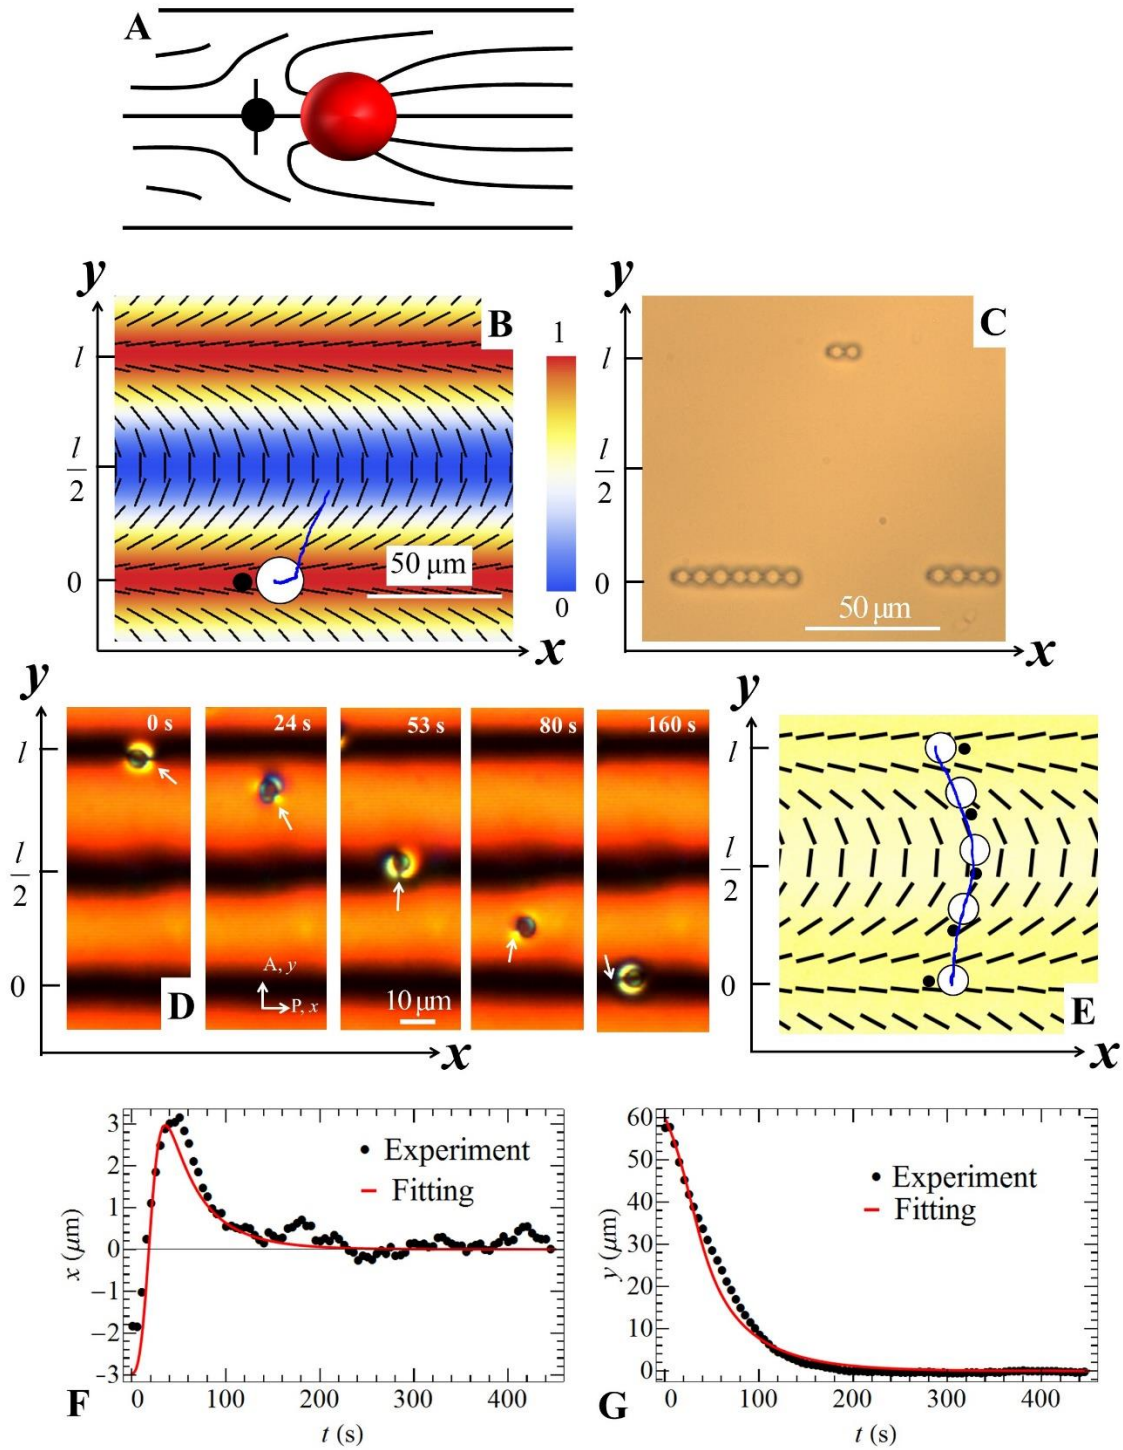 A
y
B
1
l
l
2
50 μm
0
0
x
y
C
l
l
2
0
50 μm
x
y
0 s
24 s
53 s
80 s
160 s
l
l
2
0
D
A, y
P, x
10 μm
x
y
l
l
2
0
E
x
3
2
1
0
−1
−2
−3
x (μm)
Experiment
Fitting
0
100
200
300
400
F
t (s)
60
50
40
30
20
10
0
y (μm)
Experiment
Fitting
0
100
200
300
400
G
t (s)